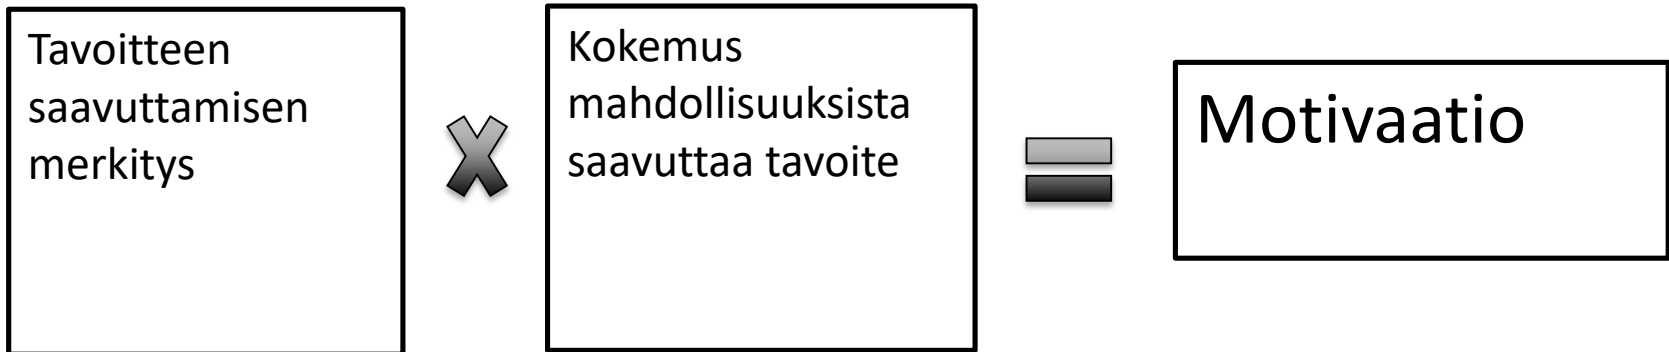 Tavoitteen
saavuttamisen
merkitys
X
Kokemus
mahdollisuuksista
saavuttaa tavoite
=
Motivaatio